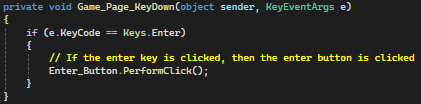 private void Game_Page_KeyDown(object sender, KeyEventArgs e)
{
    if (e.KeyCode == Keys.Enter)
    {
        // If the enter key is clicked, then the enter button is clicked
        Enter_Button.PerformClick();
    }
}